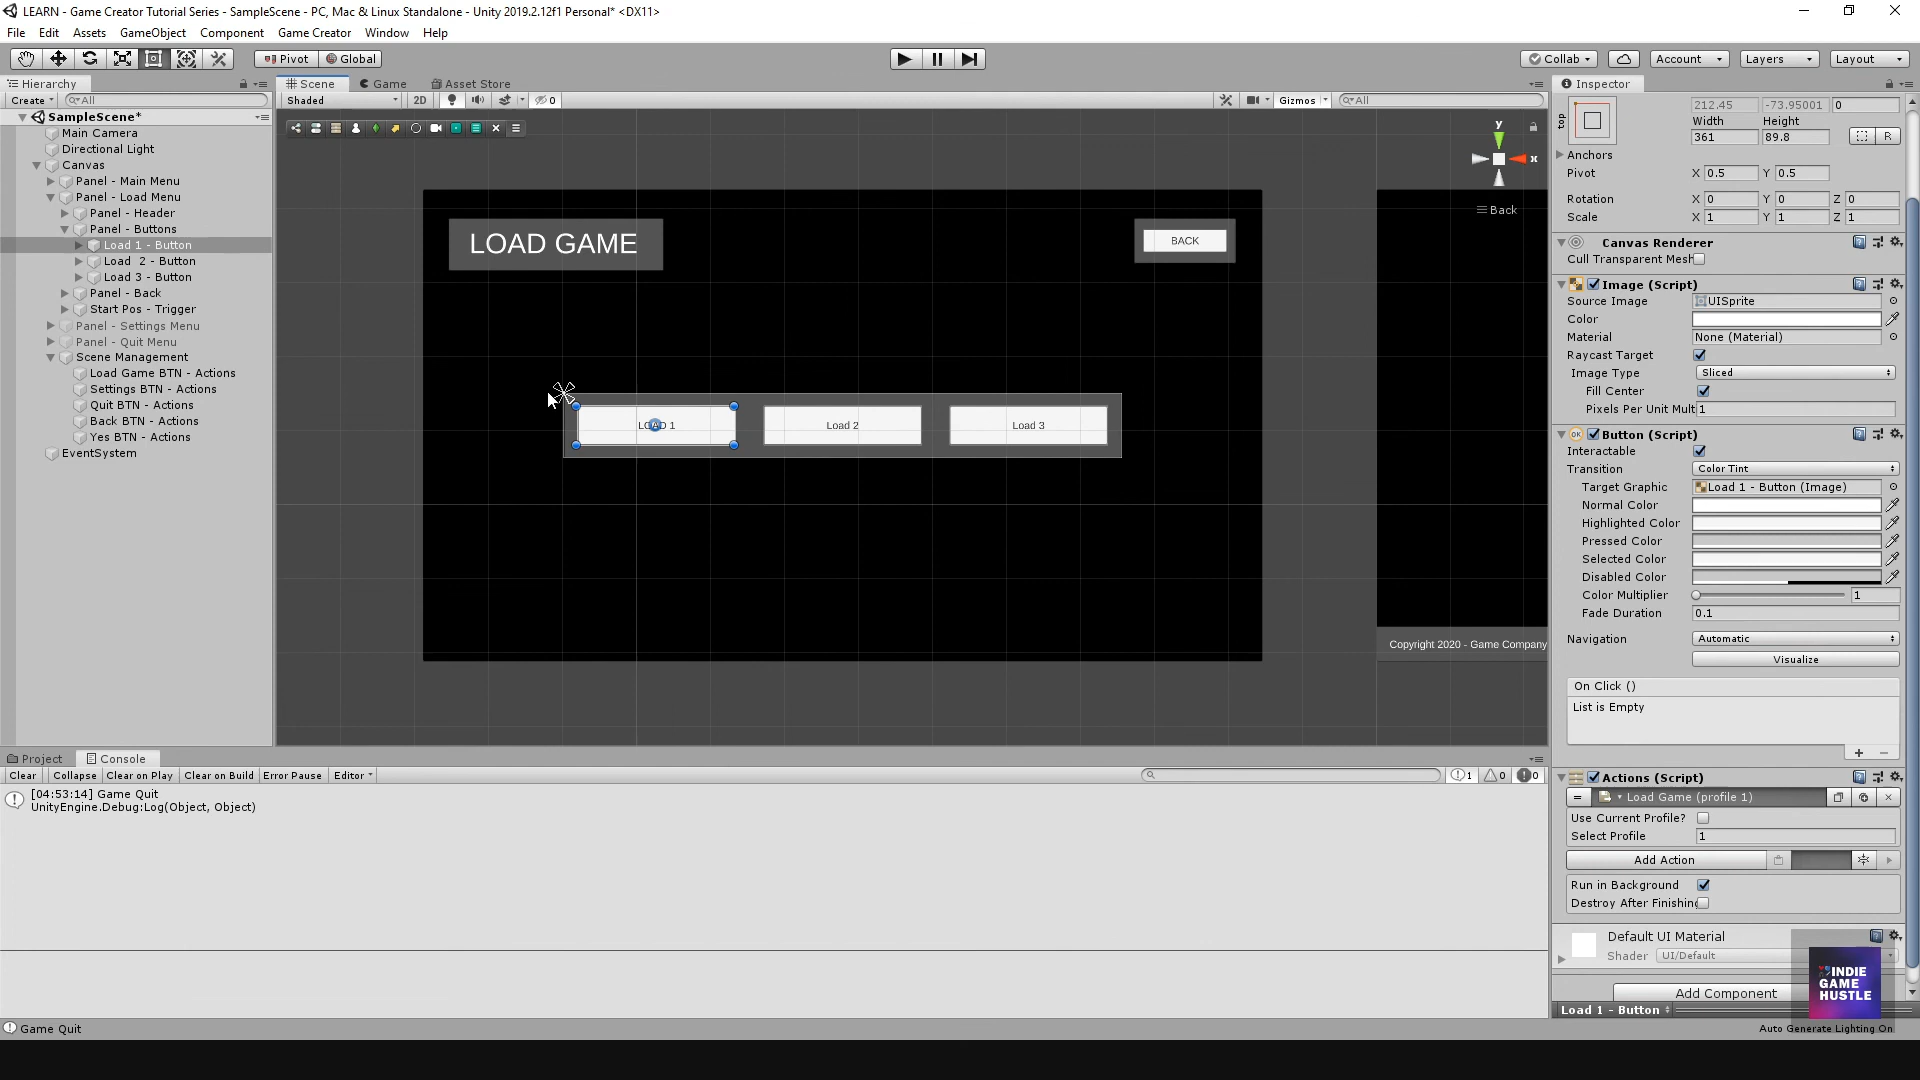 LEARN - Game Creator Tutorial Series - SampleScene - PC, Mac & Linux Standalone - Unity 2019.2.12f1 Personal* <DX11>
File Edit Assets GameObject Component Game Creator Window Help
Pivot Global Collab Account Layers Layout
Hierarchy
Create All
SampleScene*
Main Camera
Directional Light
Canvas
Panel - Main Menu
Panel - Load Menu
Panel - Header
Panel - Buttons
Load 1 - Button
Load  2 - Button
Load 3 - Button
Panel - Back
Start Pos - Trigger
Panel - Settings Menu
Panel - Quit Menu
Scene Management
Load Game BTN - Actions
Settings BTN - Actions
Quit BTN - Actions
Back BTN - Actions
Yes BTN - Actions
EventSystem
Scene Game Asset Store
Shaded 2D 0 Gizmos All
y
x
Back
LOAD GAME
BACK
LOAD 1 Load 2 Load 3
Copyright 2020 - Game Company
Inspector
top
212.45 -73.95001 0
Width Height
361 89.8 R
Anchors
Pivot X 0.5 Y 0.5
Rotation X 0 Y 0 Z 0
Scale X 1 Y 1 Z 1
Canvas Renderer
Cull Transparent Mesh
Image (Script)
Source Image UISprite
Color
Material None (Material)
Raycast Target
Image Type Sliced
Fill Center
Pixels Per Unit Mult 1
Button (Script)
Interactable
Transition Color Tint
Target Graphic Load 1 - Button (Image)
Normal Color
Highlighted Color
Pressed Color
Selected Color
Disabled Color
Color Multiplier 1
Fade Duration 0.1
Navigation Automatic
Visualize
On Click ()
List is Empty
+ -
Actions (Script)
Load Game (profile 1)
Use Current Profile?
Select Profile 1
Add Action
Run in Background
Destroy After Finishing
Default UI Material
Shader UI/Default
Add Component
Load 1 - Button
INDIE
GAME
HUSTLE
Auto Generate Lighting On
Project Console
Clear Collapse Clear on Play Clear on Build Error Pause Editor 1 0 0
[04:53:14] Game Quit
UnityEngine.Debug:Log(Object, Object)
Game Quit